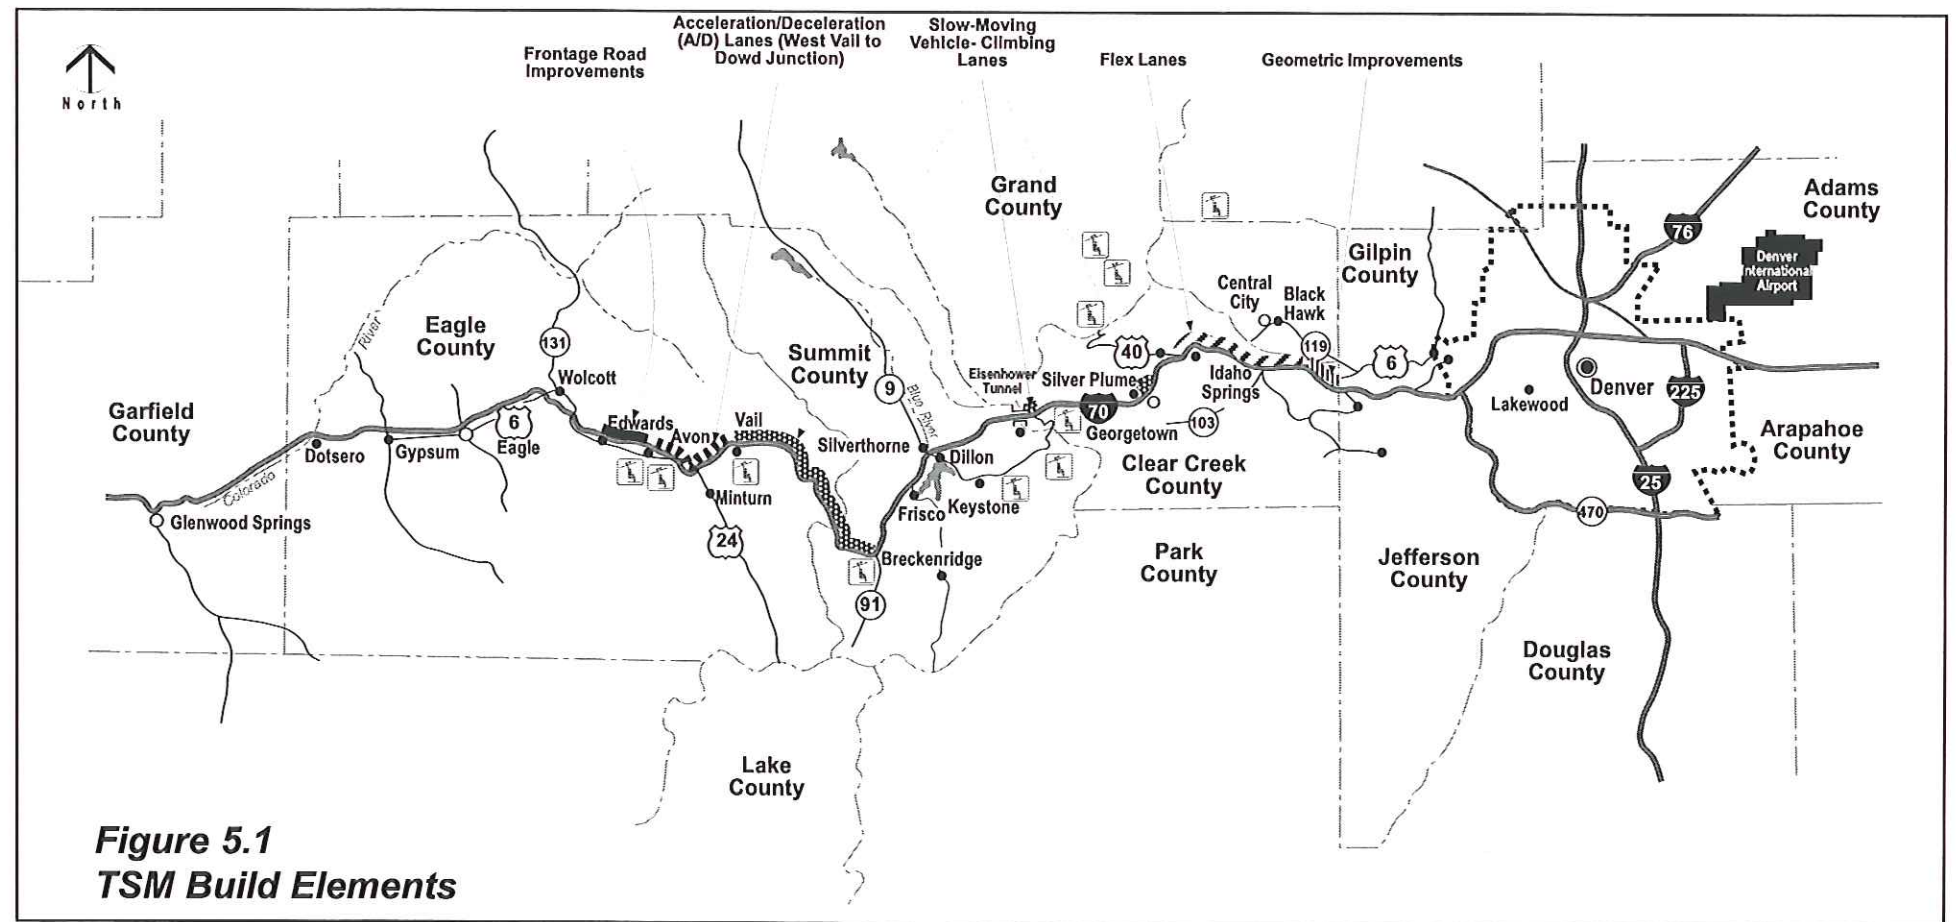 Acceleration/Deceleration
(A/D) Lanes (West Vail to
Dowd Junction)
Slow-Moving
Vehicle- Climbing
Lanes
Frontage Road
Improvements
Flex Lanes
Geometric Improvements
North
Grand
County
Adams
County
76
Gilpin
County
Denver
International
Airport
Central
City
Black
Hawk
River
Eagle
County
131
Summit
County
9
Blue River
Eisenhower
Tunnel
40
119
6
Silver Plume
Idaho
Springs
Wolcott
Denver
225
Lakewood
Garfield
County
6
Edwards
Avon
Vail
70
Georgetown
103
Arapahoe
County
Dotsero
Gypsum
Eagle
Silverthorne
Dillon
Clear Creek
County
25
Colorado
Minturn
Keystone
Frisco
Glenwood Springs
470
24
Breckenridge
Park
County
Jefferson
County
91
Douglas
County
Lake
County
Figure 5.1
TSM Build Elements